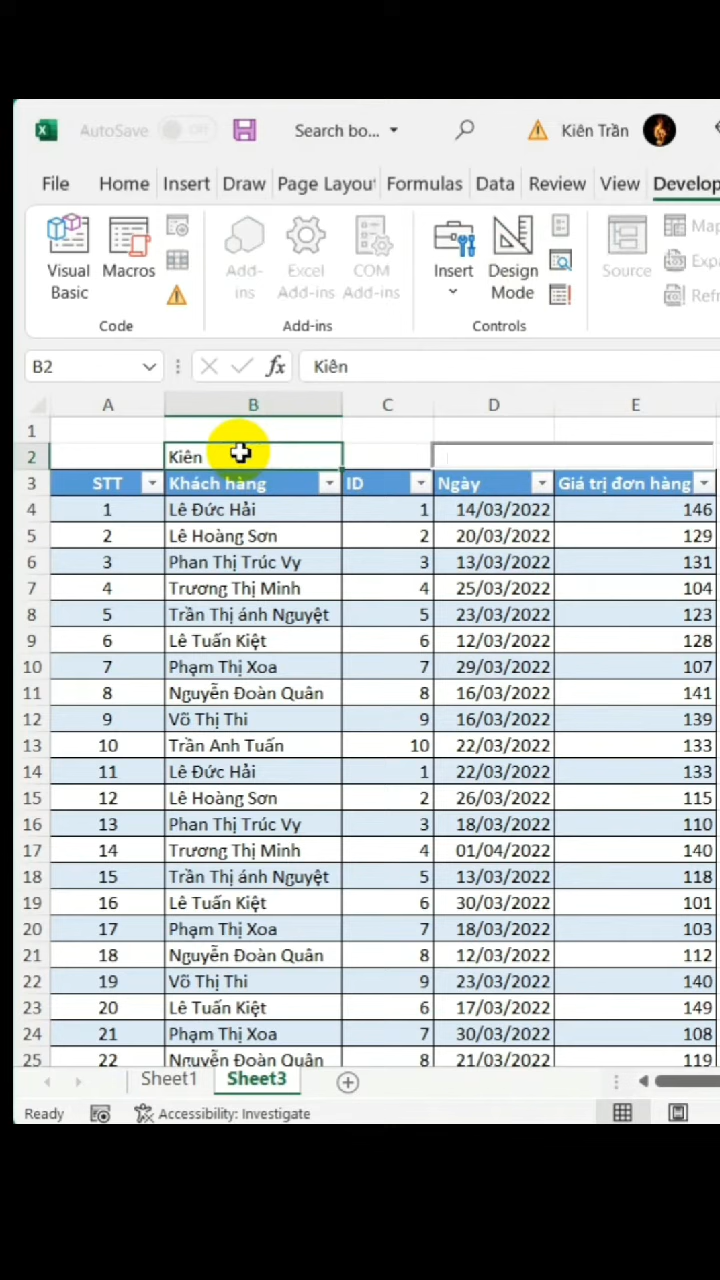 AutoSave Off Search bo... Kiên Trần
File Home Insert Draw Page Layout Formulas Data Review View Develop
Visual Basic Macros Add-ins Excel Add-ins COM Add-ins Insert Design Mode Source Map
Expa
Refr
Code Add-ins Controls
B2 fx Kiên
A B C D E
1
2 Kiên
3 STT Khách hàng ID Ngày Giá trị đơn hàng
4 1 Lê Đức Hải 1 14/03/2022 146
5 2 Lê Hoàng Sơn 2 20/03/2022 129
6 3 Phan Thị Trúc Vy 3 13/03/2022 131
7 4 Trương Thị Minh 4 25/03/2022 104
8 5 Trần Thị ánh Nguyệt 5 23/03/2022 123
9 6 Lê Tuấn Kiệt 6 12/03/2022 128
10 7 Phạm Thị Xoa 7 29/03/2022 107
11 8 Nguyễn Đoàn Quân 8 16/03/2022 141
12 9 Võ Thị Thi 9 16/03/2022 139
13 10 Trần Anh Tuấn 10 22/03/2022 133
14 11 Lê Đức Hải 1 22/03/2022 133
15 12 Lê Hoàng Sơn 2 26/03/2022 115
16 13 Phan Thị Trúc Vy 3 18/03/2022 110
17 14 Trương Thị Minh 4 01/04/2022 140
18 15 Trần Thị ánh Nguyệt 5 13/03/2022 118
19 16 Lê Tuấn Kiệt 6 30/03/2022 101
20 17 Phạm Thị Xoa 7 18/03/2022 103
21 18 Nguyễn Đoàn Quân 8 12/03/2022 112
22 19 Võ Thị Thi 9 23/03/2022 140
23 20 Lê Tuấn Kiệt 6 17/03/2022 149
24 21 Phạm Thị Xoa 7 30/03/2022 108
25 22 Nguyễn Đoàn Quân 8 21/03/2022 119
Sheet1 Sheet3
Ready Accessibility: Investigate